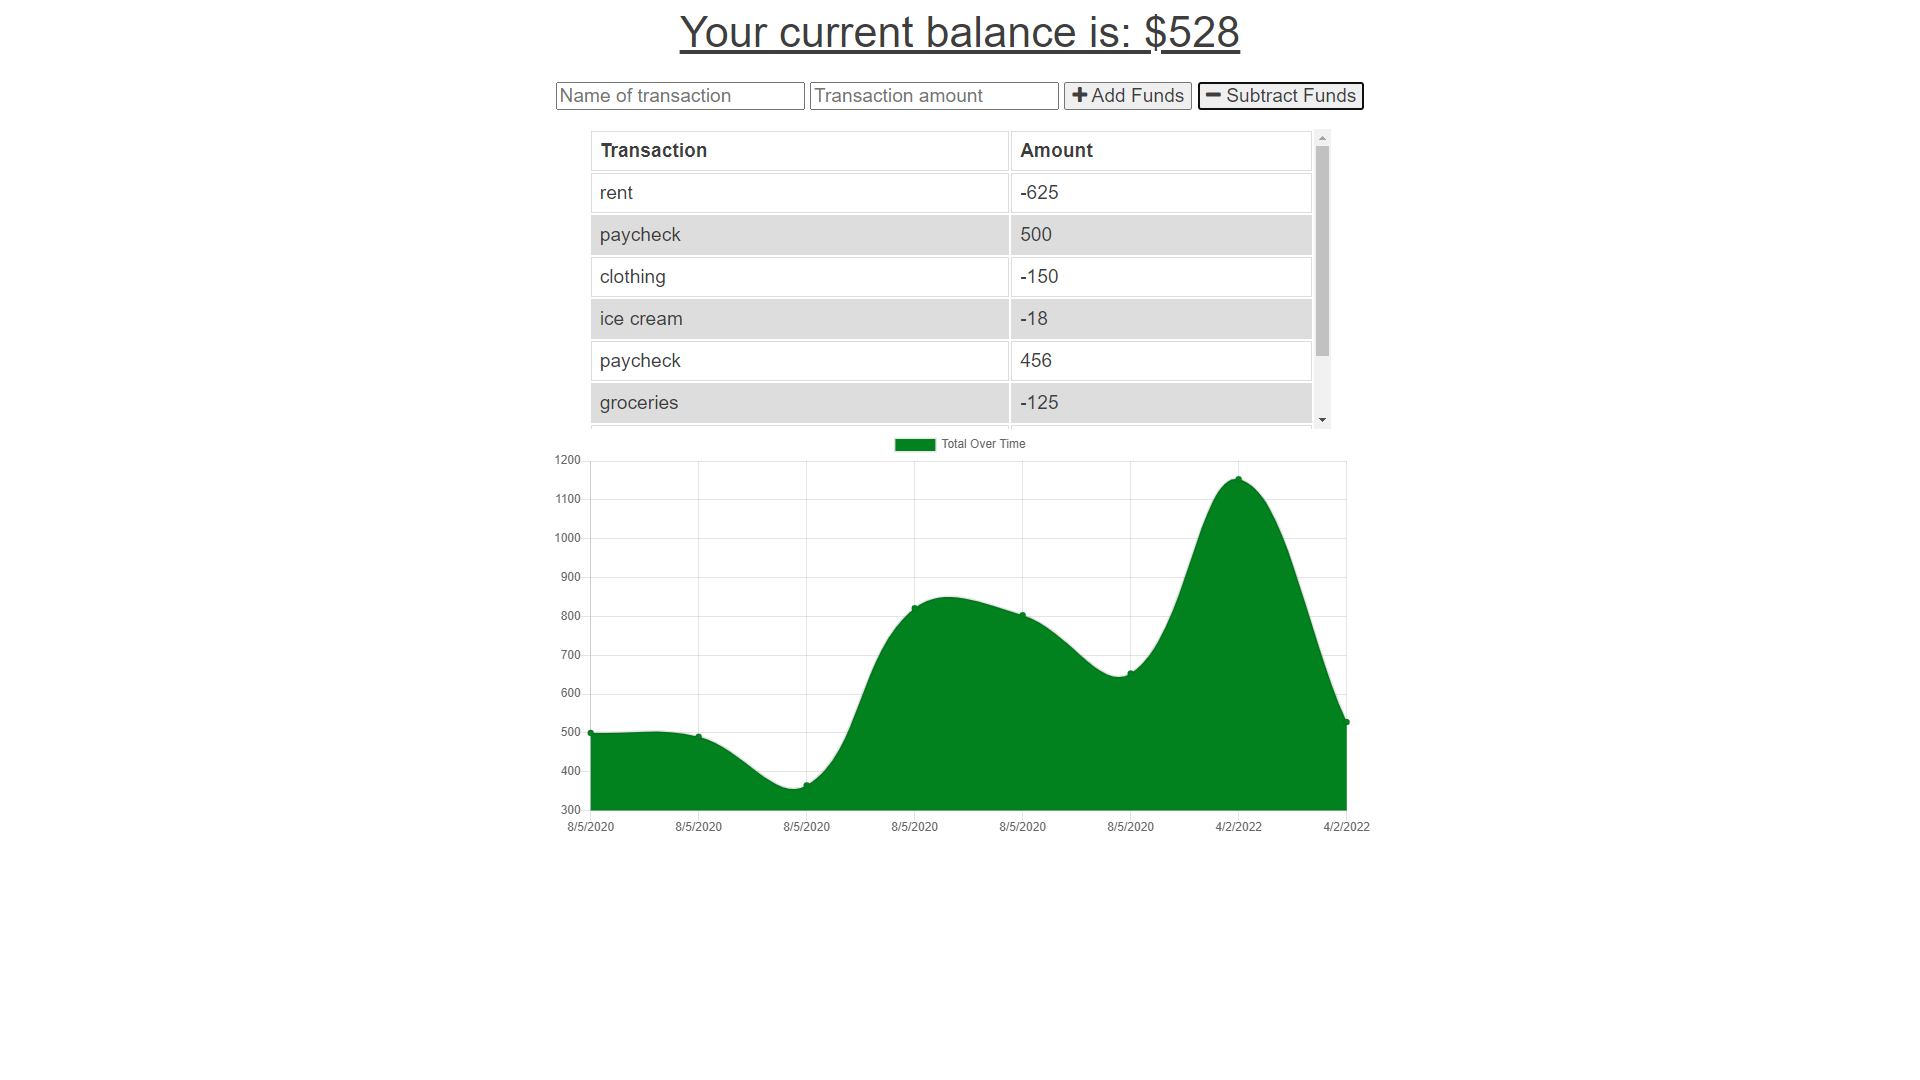 Your current balance is: $528
Name of transaction Transaction amount Add Funds Subtract Funds
Transaction Amount
rent -625
paycheck 500
clothing -150
ice cream -18
paycheck 456
groceries -125
Total Over Time
1200
1100
1000
900
800
700
600
500
400
300
8/5/2020 8/5/2020 8/5/2020 8/5/2020 8/5/2020 8/5/2020 4/2/2022 4/2/2022